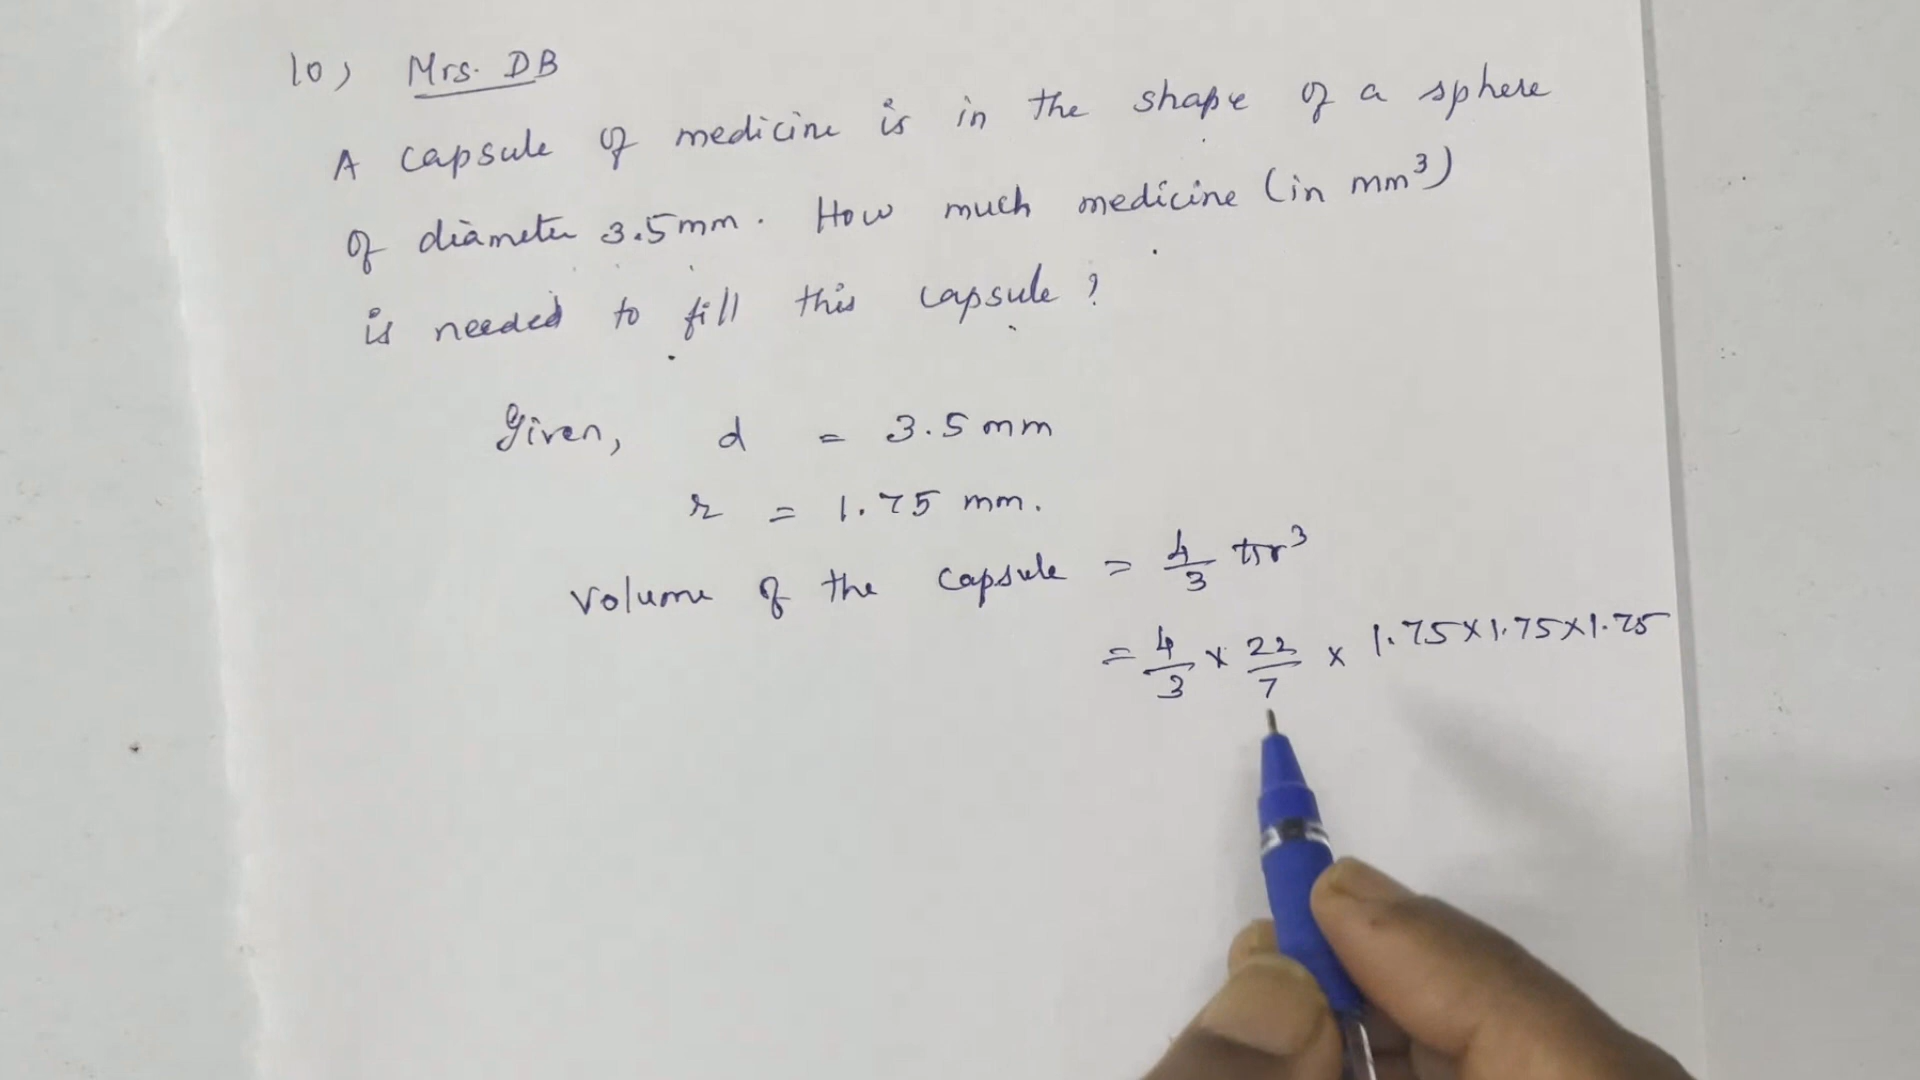 10) Mrs. DB
A capsule of medicine is in the shape of a sphere
of diameter 3.5mm. How much medicine (in mm³)
is needed to fill this capsule?
Given, d = 3.5 mm
r = 1.75 mm.
Volume of the capsule = 4/3 πr³
= 4/3 × 22/7 × 1.75×1.75×1.75